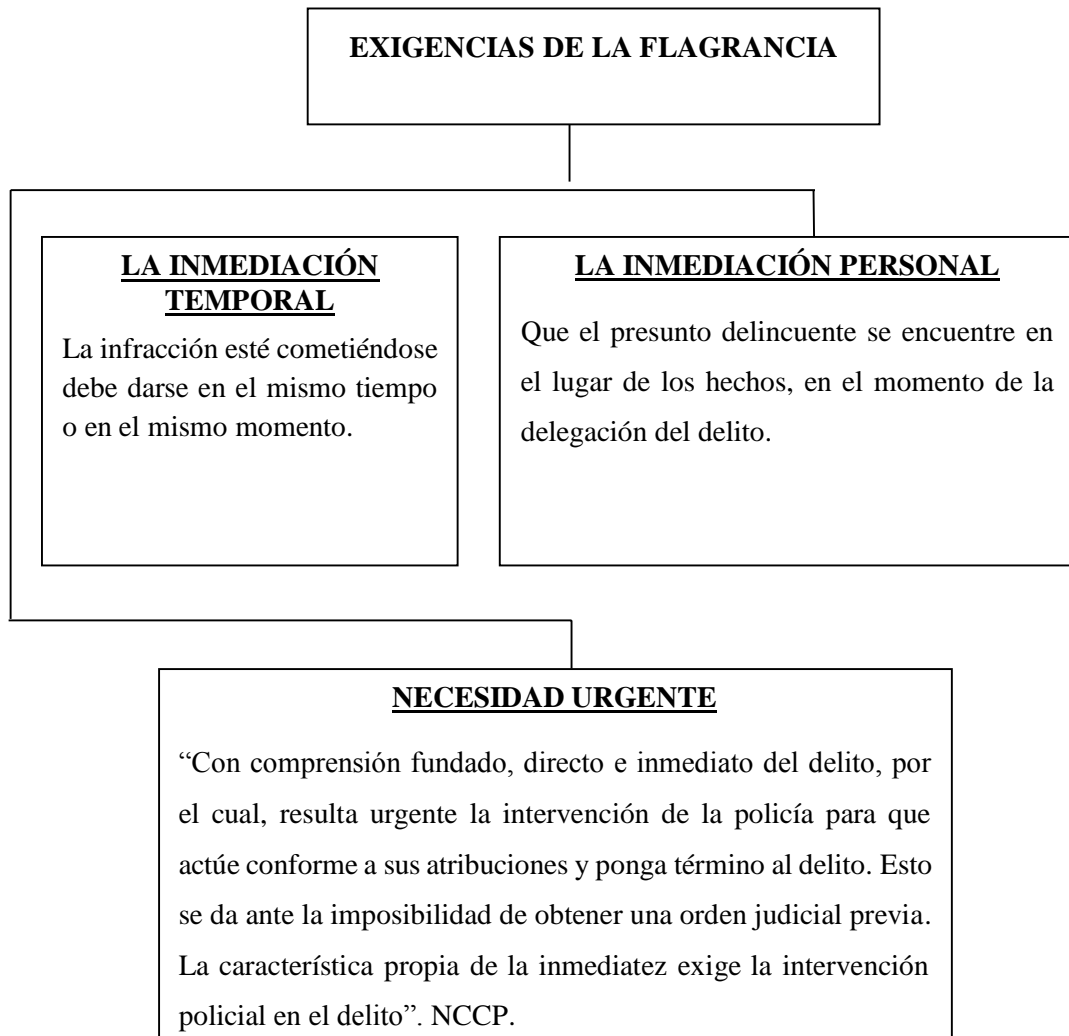 EXIGENCIAS DE LA FLAGRANCIA
LA INMEDIACIÓN
TEMPORAL
La infracción esté cometiéndose
debe darse en el mismo tiempo
o en el mismo momento.
LA INMEDIACIÓN PERSONAL
Que el presunto delincuente se encuentre en
el lugar de los hechos, en el momento de la
delegación del delito.
NECESIDAD URGENTE
“Con comprensión fundado, directo e inmediato del delito, por
el cual, resulta urgente la intervención de la policía para que
actúe conforme a sus atribuciones y ponga término al delito. Esto
se da ante la imposibilidad de obtener una orden judicial previa.
La característica propia de la inmediatez exige la intervención
policial en el delito”. NCCP.